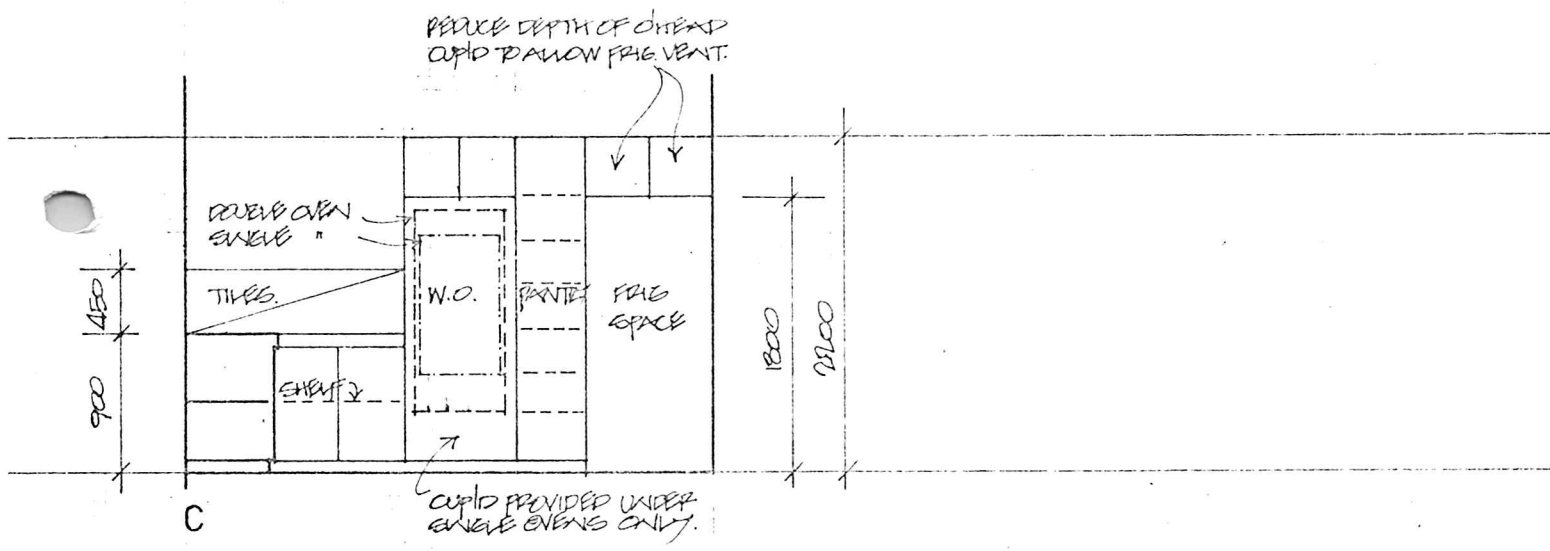 REDUCE DEPTH OF O'HEAD
CUP'D TO ALLOW FRIG. VENT.
DOUBLE OVEN
SINGLE "
TILES.
W.O.
PANTRY
FRIG
SPACE
SHELF
450
900
1800
2200
CUP'D PROVIDED UNDER
SINGLE OVENS ONLY.
C